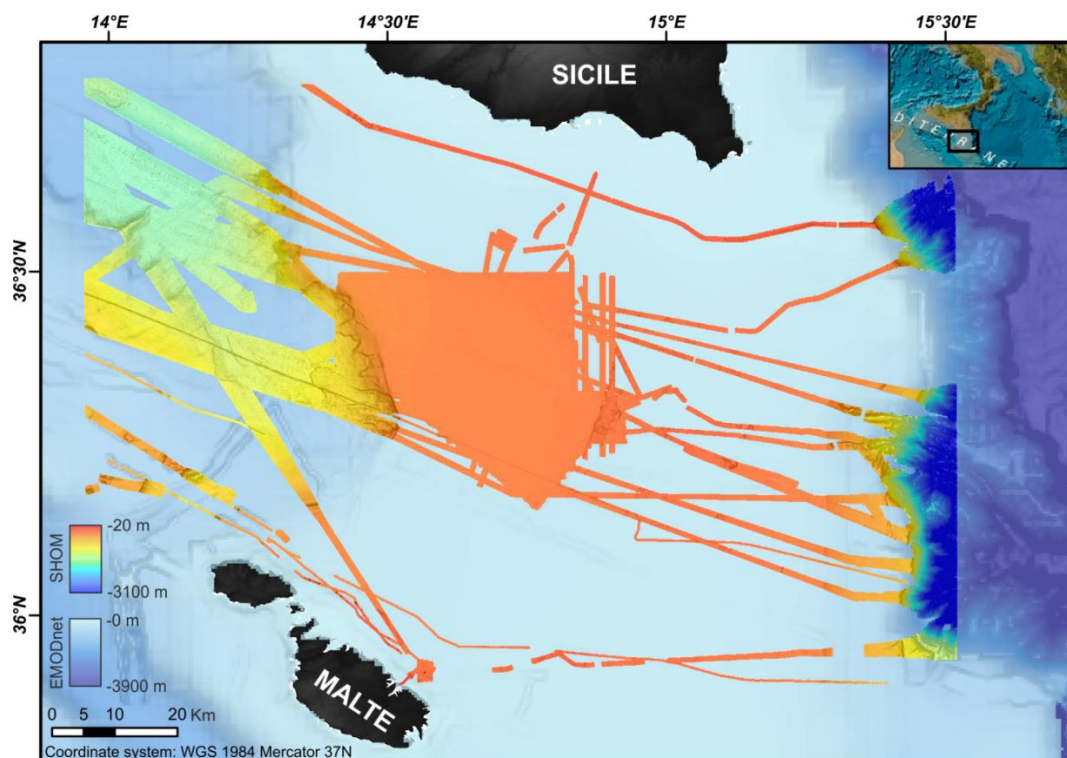 14°E
14°30'E
15°E
15°30'E
SICILE
DITERRNE
36°30'N
36°N
SHOM
-20 m
-3100 m
EMODnet
-0 m
-3900 m
MALTE
0 5 10 20 Km
Coordinate system: WGS 1984 Mercator 37N